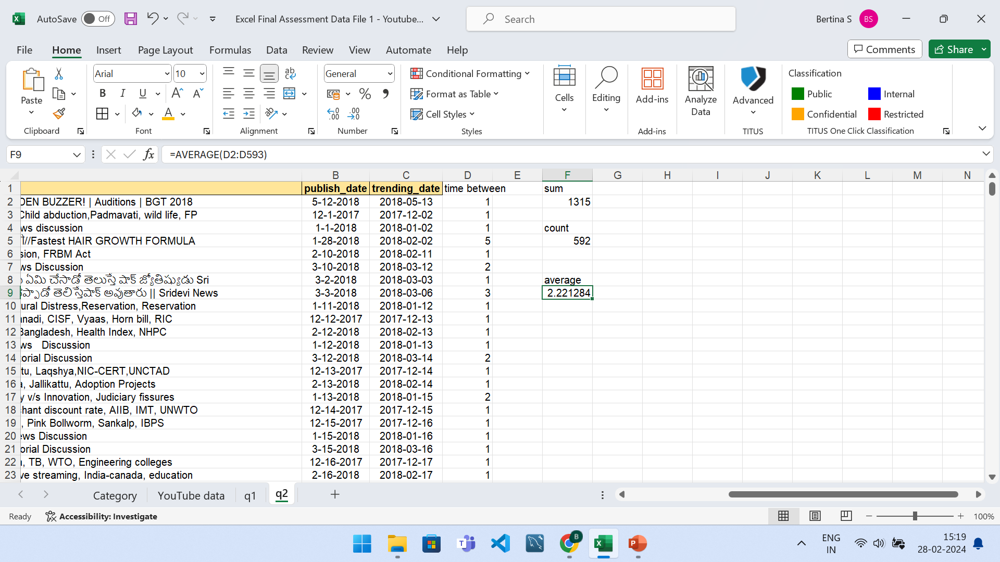 AutoSave Off Excel Final Assessment Data File 1 - Youtube... Search Bertina S BS
File Home Insert Page Layout Formulas Data Review View Automate Help Comments Share
Paste Clipboard
Arial 10 Font
Alignment
General Number
Conditional Formatting
Format as Table
Cell Styles
Styles
Cells
Editing
Add-ins
Add-ins
Analyze Data
Advanced
TITUS
Classification
Public Internal
Confidential Restricted
TITUS One Click Classification
F9 fx =AVERAGE(D2:D593)
B C D E F G H I J K L M N
1 publish_date trending_date time between sum
2 DEN BUZZER! | Auditions | BGT 2018 5-12-2018 2018-05-13 1 1315
3 Child abduction,Padmavati, wild life, FP 12-1-2017 2017-12-02 1
4 ws discussion 1-1-2018 2018-01-02 1 count
5 //Fastest HAIR GROWTH FORMULA 1-28-2018 2018-02-02 5 592
6 sion, FRBM Act 2-10-2018 2018-02-11 1
7 ws Discussion 3-10-2018 2018-03-12 2
8 ఏమి చేసాడో తెలుస్తే షాక్ జ్యోతిష్యుడు Sri 3-2-2018 2018-03-03 1 average
9 ప్పాడో తెలిస్తేషాక్ అవుతారు || Sridevi News 3-3-2018 2018-03-06 3 2.221284
10 ural Distress,Reservation, Reservation 1-11-2018 2018-01-12 1
11 nadi, CISF, Vyaas, Horn bill, RIC 12-12-2017 2017-12-13 1
12 Bangladesh, Health Index, NHPC 2-12-2018 2018-02-13 1
13 ws Discussion 1-12-2018 2018-01-13 1
14 orial Discussion 3-12-2018 2018-03-14 2
15 tu, Laqshya,NIC-CERT,UNCTAD 12-13-2017 2017-12-14 1
16 a, Jallikattu, Adoption Projects 2-13-2018 2018-02-14 1
17 y v/s Innovation, Judiciary fissures 1-13-2018 2018-01-15 2
18 chant discount rate, AIIB, IMT, UNWTO 12-14-2017 2017-12-15 1
19 , Pink Bollworm, Sankalp, IBPS 12-15-2017 2017-12-16 1
20 ews Discussion 1-15-2018 2018-01-16 1
21 orial Discussion 3-15-2018 2018-03-16 1
22 , TB, WTO, Engineering colleges 12-16-2017 2017-12-17 1
23 ve streaming, India-canada, education 2-16-2018 2018-02-17 1
Category YouTube data q1 q2
Ready Accessibility: Investigate 100%
ENG IN 15:19 28-02-2024